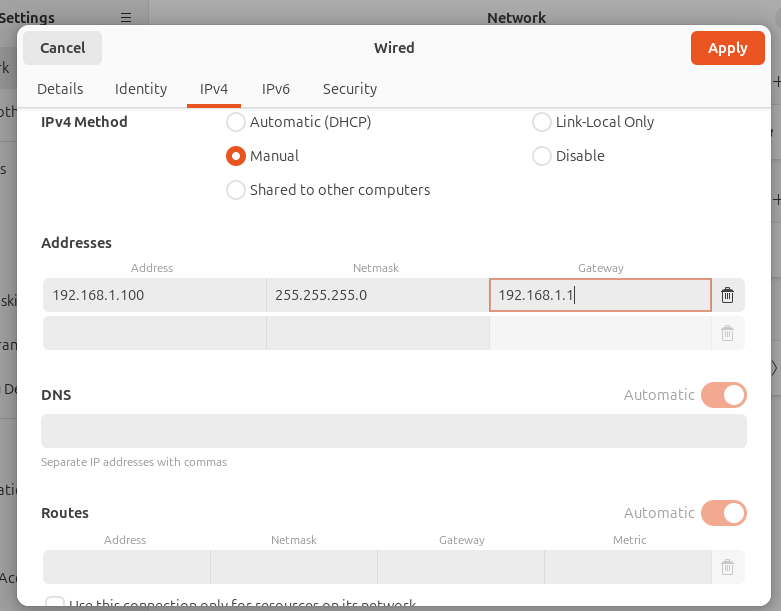 Settings
Network
Cancel
Wired
Apply
Details Identity IPv4 IPv6 Security
IPv4 Method
Automatic (DHCP) Link-Local Only
Manual Disable
Shared to other computers
Addresses
Address Netmask Gateway
192.168.1.100 255.255.255.0 192.168.1.1
DNS Automatic
Separate IP addresses with commas
Routes Automatic
Address Netmask Gateway Metric
Use this connection only for resources on its network